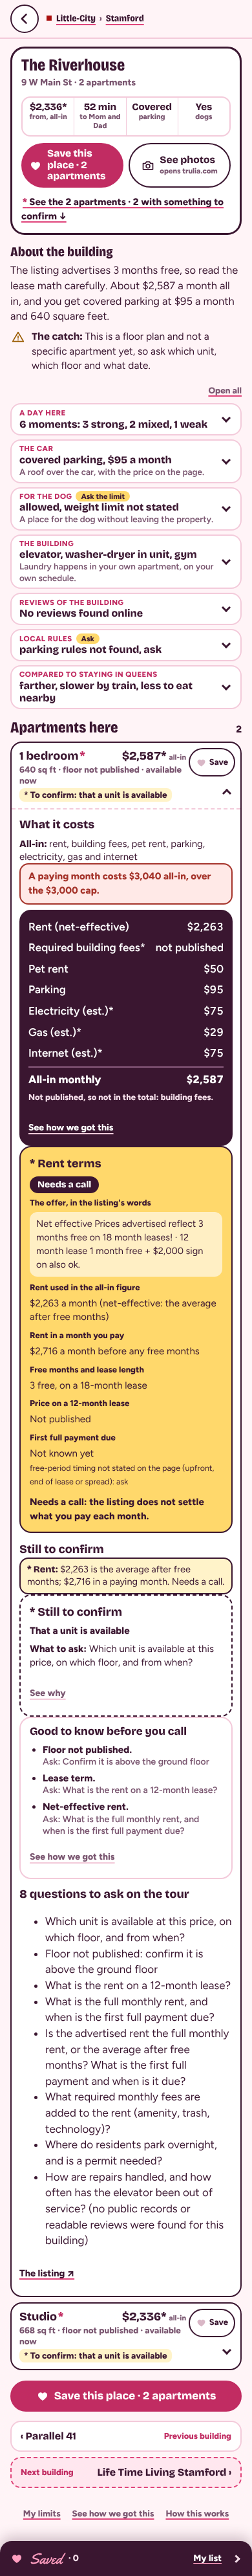 Little-City › Stamford
The Riverhouse
9 W Main St · 2 apartments
$2,336*
from, all-in
52 min
to Mom and
Dad
Covered
parking
Yes
dogs
Save this
place · 2
apartments
See photos
opens trulia.com
* See the 2 apartments · 2 with something to
confirm ↓
About the building
The listing advertises 3 months free, so read the
lease math carefully. About $2,587 a month all
in, and you get covered parking at $95 a month
and 640 square feet.
The catch: This is a floor plan and not a
specific apartment yet, so ask which unit,
which floor and what date.
Open all
A DAY HERE
6 moments: 3 strong, 2 mixed, 1 weak
THE CAR
covered parking, $95 a month
A roof over the car, with the price on the page.
FOR THE DOG Ask the limit
allowed, weight limit not stated
A place for the dog without leaving the property.
THE BUILDING
elevator, washer-dryer in unit, gym
Laundry happens in your own apartment, on your
own schedule.
REVIEWS OF THE BUILDING
No reviews found online
LOCAL RULES Ask
parking rules not found, ask
COMPARED TO STAYING IN QUEENS
farther, slower by train, less to eat
nearby
Apartments here 2
1 bedroom* $2,587* all-in
Save
640 sq ft · floor not published · available
now
* To confirm: that a unit is available
What it costs
All-in: rent, building fees, pet rent, parking,
electricity, gas and internet
A paying month costs $3,040 all-in, over
the $3,000 cap.
Rent (net-effective) $2,263
Required building fees* not published
Pet rent $50
Parking $95
Electricity (est.)* $75
Gas (est.)* $29
Internet (est.)* $75
All-in monthly $2,587
Not published, so not in the total: building fees.
See how we got this
* Rent terms
Needs a call
The offer, in the listing's words
Net effective Prices advertised reflect 3
months free on 18 month leases! · 12
month lease 1 month free + $2,000 sign
on also ok.
Rent used in the all-in figure
$2,263 a month (net-effective: the average
after free months)
Rent in a month you pay
$2,716 a month before any free months
Free months and lease length
3 free, on a 18-month lease
Price on a 12-month lease
Not published
First full payment due
Not known yet
free-period timing not stated on the page (upfront,
end of lease or spread): ask
Needs a call: the listing does not settle
what you pay each month.
Still to confirm
* Rent: $2,263 is the average after free
months; $2,716 in a paying month. Needs a call.
* Still to confirm
That a unit is available
What to ask: Which unit is available at this
price, on which floor, and from when?
See why
Good to know before you call
• Floor not published.
Ask: Confirm it is above the ground floor
• Lease term.
Ask: What is the rent on a 12-month lease?
• Net-effective rent.
Ask: What is the full monthly rent, and
when is the first full payment due?
See how we got this
8 questions to ask on the tour
• Which unit is available at this price, on
which floor, and from when?
• Floor not published: confirm it is
above the ground floor
• What is the rent on a 12-month lease?
• What is the full monthly rent, and
when is the first full payment due?
• Is the advertised rent the full monthly
rent, or the average after free
months? What is the first full
payment and when is it due?
• What required monthly fees are
added to the rent (amenity, trash,
technology)?
• Where do residents park overnight,
and is a permit needed?
• How are repairs handled, and how
often has the elevator been out of
service? (no public records or
readable reviews were found for this
building)
The listing ↗
Studio* $2,336* all-in
Save
668 sq ft · floor not published · available
now
* To confirm: that a unit is available
Save this place · 2 apartments
‹ Parallel 41 Previous building
Next building Life Time Living Stamford ›
My limits See how we got this How this works
Saved · 0 My list